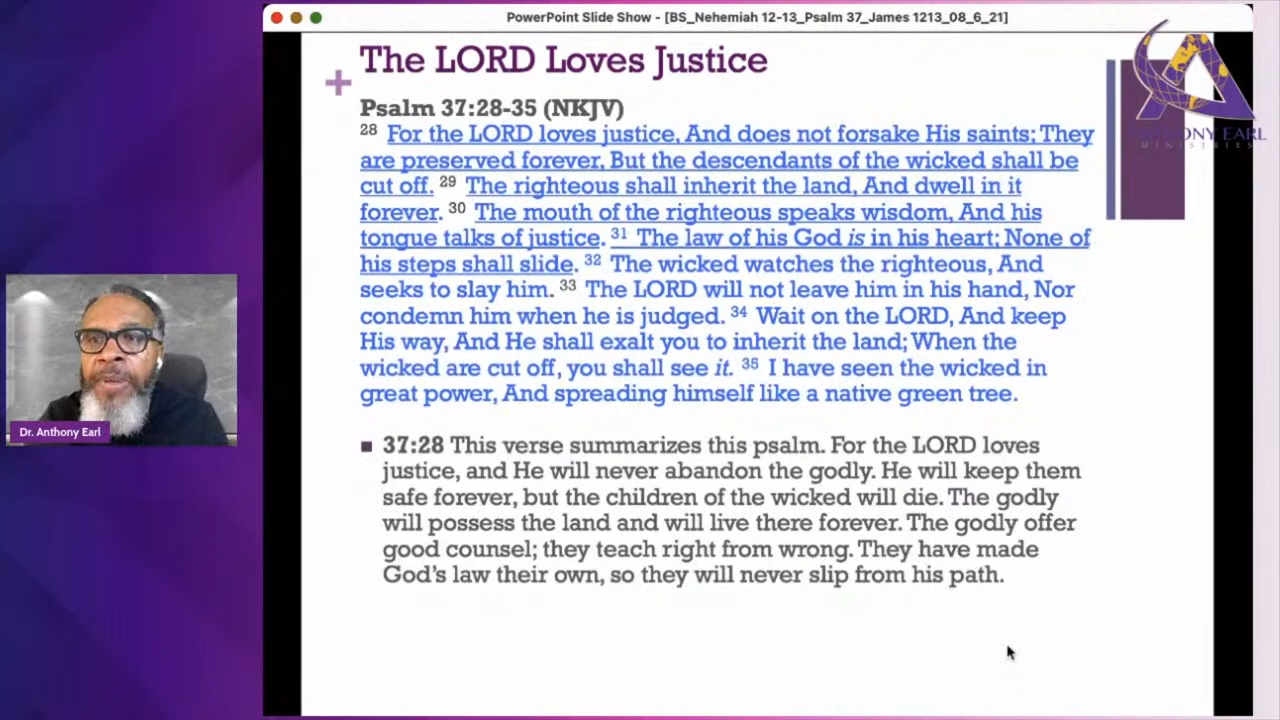 PowerPoint Slide Show - [BS_Nehemiah 12-13_Psalm 37_James 1213_08_6_21]
The LORD Loves Justice
Psalm 37:28-35 (NKJV)
28 For the LORD loves justice, And does not forsake His saints; They
are preserved forever, But the descendants of the wicked shall be
cut off. 29 The righteous shall inherit the land, And dwell in it
forever. 30 The mouth of the righteous speaks wisdom, And his
tongue talks of justice. 31 The law of his God is in his heart; None of
his steps shall slide. 32 The wicked watches the righteous, And
seeks to slay him. 33 The LORD will not leave him in his hand, Nor
condemn him when he is judged. 34 Wait on the LORD, And keep
His way, And He shall exalt you to inherit the land; When the
wicked are cut off, you shall see it. 35 I have seen the wicked in
great power, And spreading himself like a native green tree.
37:28 This verse summarizes this psalm. For the LORD loves
justice, and He will never abandon the godly. He will keep them
safe forever, but the children of the wicked will die. The godly
will possess the land and will live there forever. The godly offer
good counsel; they teach right from wrong. They have made
God's law their own, so they will never slip from his path.
EARL
MINISTRIES
Dr. Anthony Earl